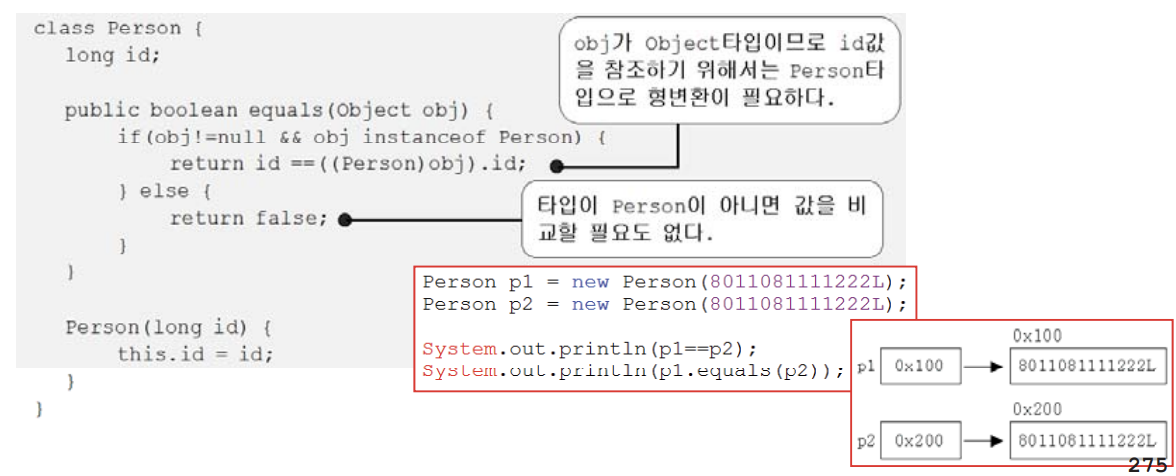 class Person {
long id;
public boolean equals(Object obj) {
if(obj!=null && obj instanceof Person) {
return id ==((Person)obj).id;
} else {
return false;
}
}
Person(long id) {
this.id = id;
}
}
obj가 Object타입이므로 id값
을 참조하기 위해서는 Person타
입으로 형변환이 필요하다.
타입이 Person이 아니면 값을 비
교할 필요도 없다.
Person p1 = new Person(8011081111222L);
Person p2 = new Person(8011081111222L);
System.out.println(p1==p2);
System.out.println(p1.equals(p2));
0x100
p1 0x100 8011081111222L
0x200
p2 0x200 8011081111222L
275